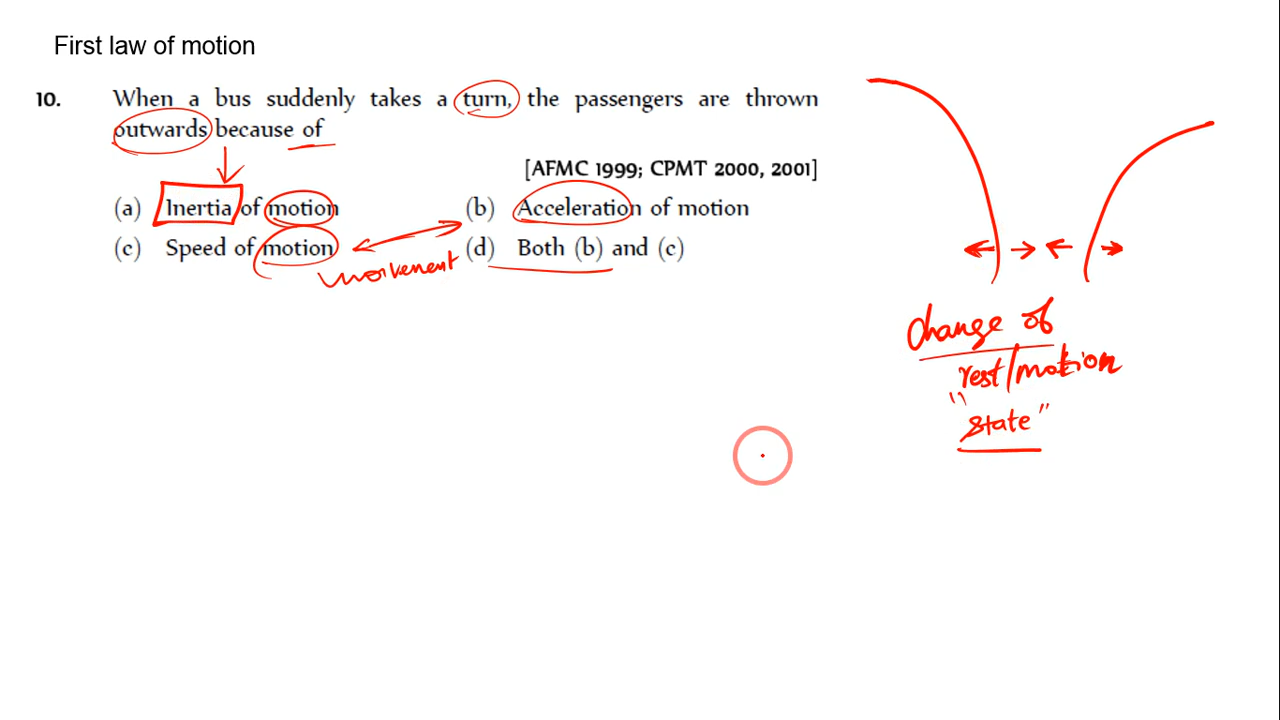 First law of motion
10. When a bus suddenly takes a turn, the passengers are thrown
outwards because of
[AFMC 1999; CPMT 2000, 2001]
(a) Inertia of motion (b) Acceleration of motion
(c) Speed of motion (d) Both (b) and (c)
movement
change of
rest/motion
"state"